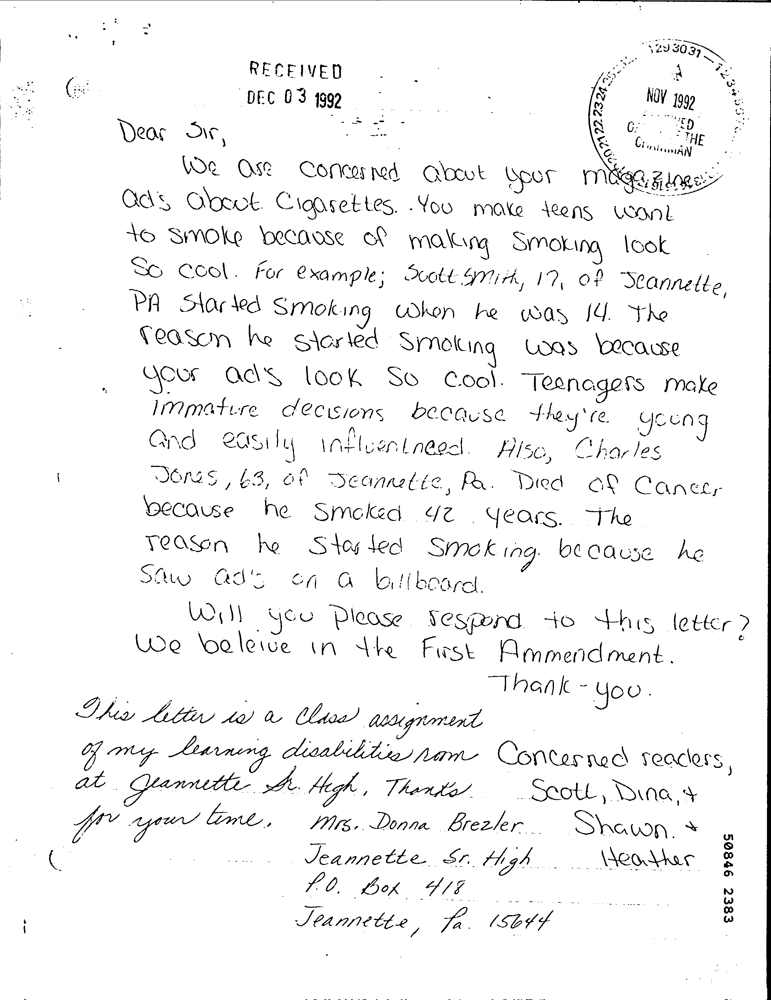 RECEIVED
DEC 03 1992
1293031
NOV 1992
THE
Dear Sir,
We are concerned about your magazine
ad's about Cigarettes. You make teens want
to smoke because of making smoking look
so cool. For example; Scott Smith, 17, of Jeannette,
PA started smoking when he was 14. The
reason he started smoking was because
your ad's look so cool. Teenagers make
immature decisions because they're young
and easily influentnced. Also, Charles
Jones, 63, of Jeannette, Pa. Died of Cancer
because he smoked 42 years. The
reason he started smoking because he
saw ad's on a billboard.
Will you please respond to this letter?
We beleive in the First Ammendment.
Thank-you.
This letter is a class assignment
of my learning disabilities room
at Jeannette Sr. High. Thanks
for your time.
Concerned readers,
Scott, Dina, +
Shawn. +
Heather
Mrs. Donna Brezler
Jeannette Sr. High
P.O. Box 418
Jeannette, Pa. 15644
50846 2383